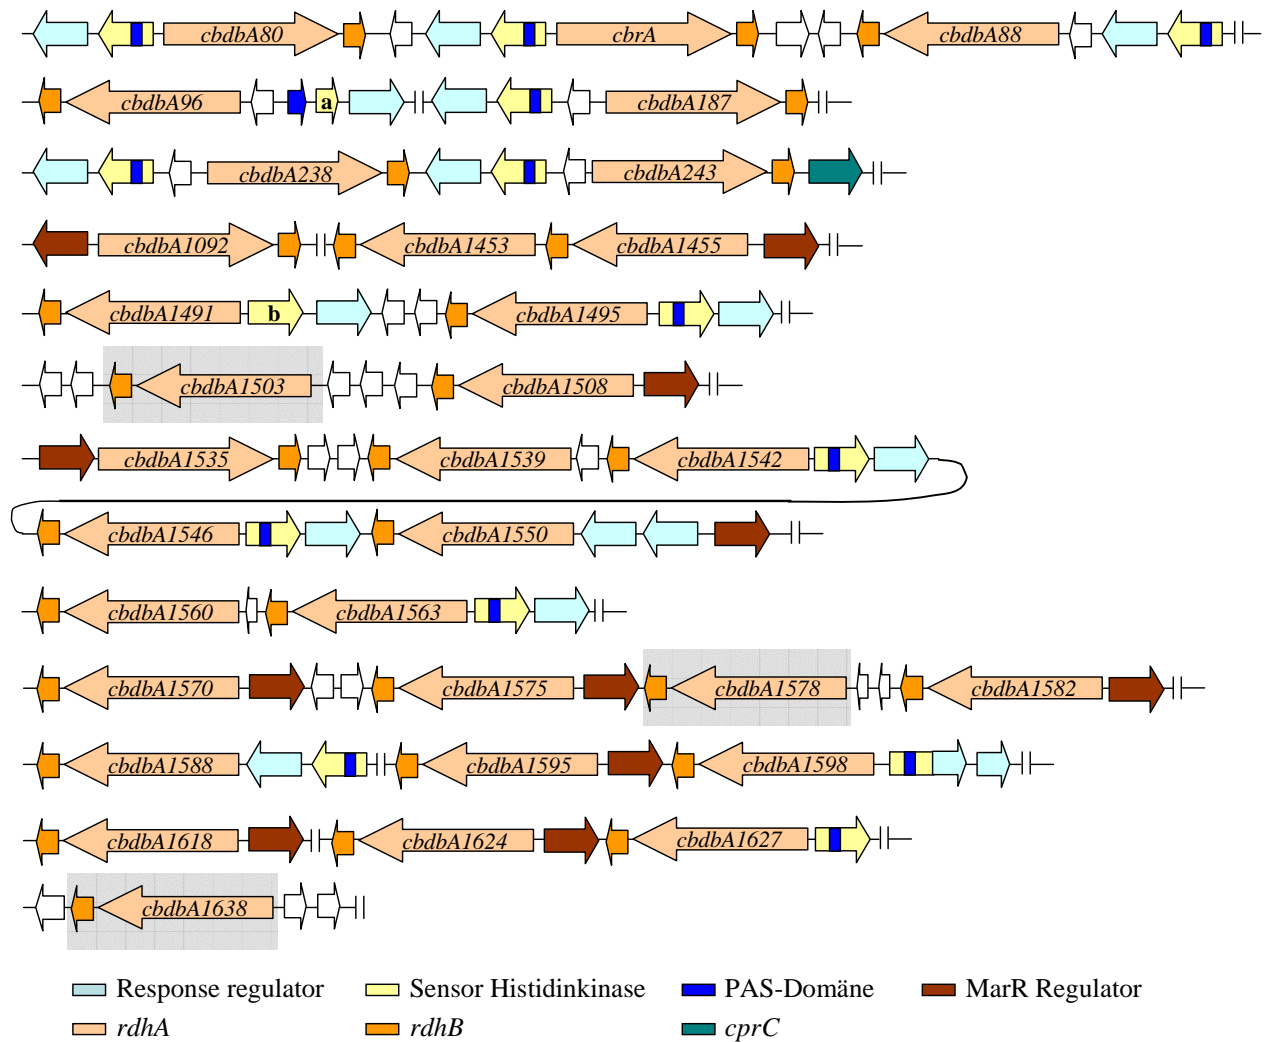 cbdbA80 cbrA cbdbA88
cbdbA96 a cbdbA187
cbdbA238 cbdbA243
cbdbA1092 cbdbA1453 cbdbA1455
cbdbA1491 b cbdbA1495
cbdbA1503 cbdbA1508
cbdbA1535 cbdbA1539 cbdbA1542
cbdbA1546 cbdbA1550
cbdbA1560 cbdbA1563
cbdbA1570 cbdbA1575 cbdbA1578 cbdbA1582
cbdbA1588 cbdbA1595 cbdbA1598
cbdbA1618 cbdbA1624 cbdbA1627
cbdbA1638
Response regulator Sensor Histidinkinase PAS-Domäne MarR Regulator
rdhA rdhB cprC